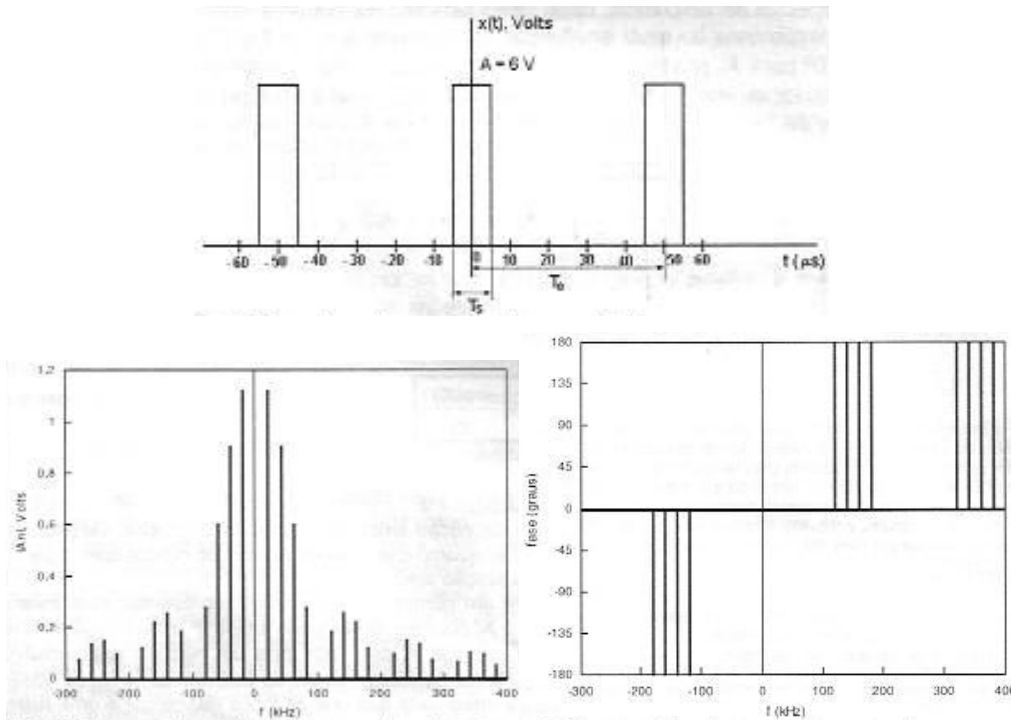 x(t), Volts
A = 6 V
-60 -50 -40 -30 -20 -10 0 10 20 30 40 50 60 t (μs)
To
Ts
1,2
1
0,8
0,6
0,4
0,2
0
|An|, Volts
-300 -200 -100 0 100 200 300 400
f (kHz)
180
135
90
45
0
-45
-90
-135
-180
fase (graus)
-300 -200 -100 0 100 200 300 400
f (kHz)